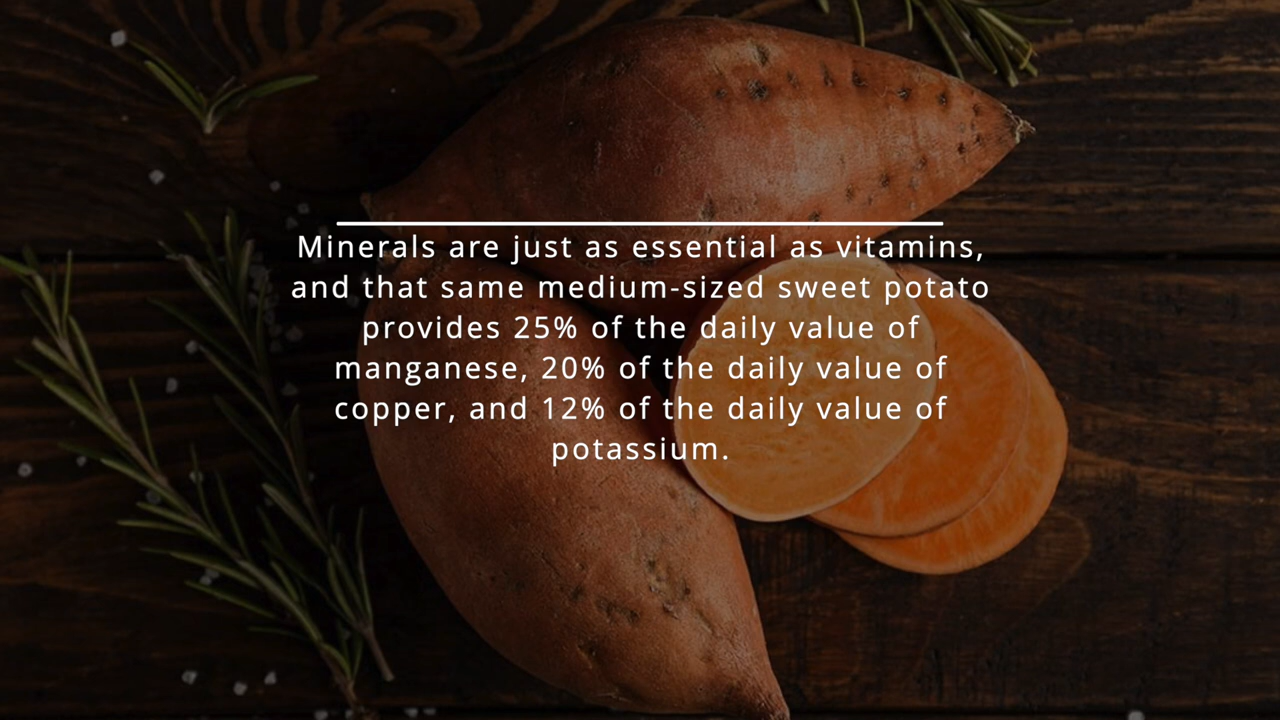 Minerals are just as essential as vitamins,
and that same medium-sized sweet potato
provides 25% of the daily value of
manganese, 20% of the daily value of
copper, and 12% of the daily value of
potassium.